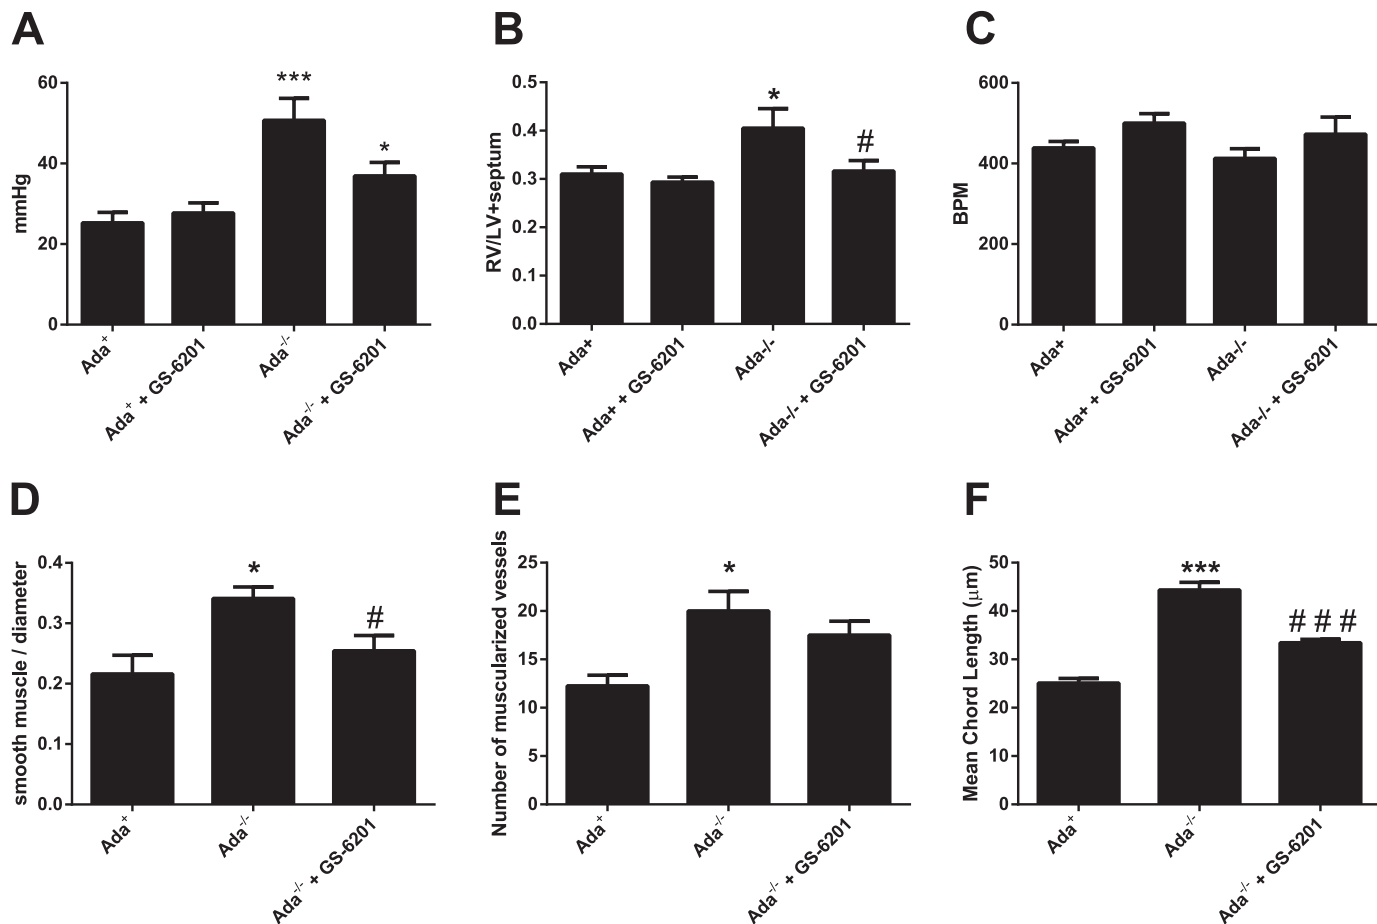 A
mmHg
60
40
20
0
***
*
Ada⁺
Ada⁺ + GS-6201
Ada⁻/⁻
Ada⁻/⁻ + GS-6201
B
RV/LV+septum
0.5
0.4
0.3
0.2
0.1
0.0
*
#
Ada+
Ada+ + GS-6201
Ada-/-
Ada-/- + GS-6201
C
BPM
600
400
200
0
Ada+
Ada+ + GS-6201
Ada-/-
Ada-/- + GS-6201
D
smooth muscle / diameter
0.4
0.3
0.2
0.1
0.0
*
#
Ada⁺
Ada⁻/⁻
Ada⁻/⁻ + GS-6201
E
Number of muscularized vessels
25
20
15
10
5
0
*
Ada⁺
Ada⁻/⁻
Ada⁻/⁻ + GS-6201
F
Mean Chord Length (μm)
50
40
30
20
10
0
***
# # #
Ada⁺
Ada⁻/⁻
Ada⁻/⁻ + GS-6201